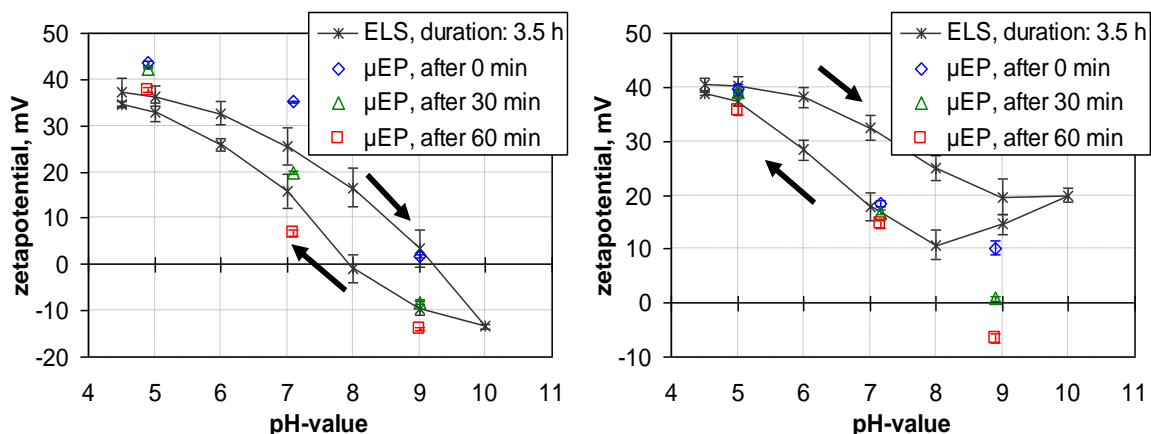 50
40
30
20
10
0
-10
-20
zetapotential, mV
4 5 6 7 8 9 10 11
pH-value
ELS, duration: 3.5 h
µEP, after 0 min
µEP, after 30 min
µEP, after 60 min
50
40
30
20
10
0
-10
zetapotential, mV
4 5 6 7 8 9 10 11
pH-value
ELS, duration: 3.5 h
µEP, after 0 min
µEP, after 30 min
µEP, after 60 min